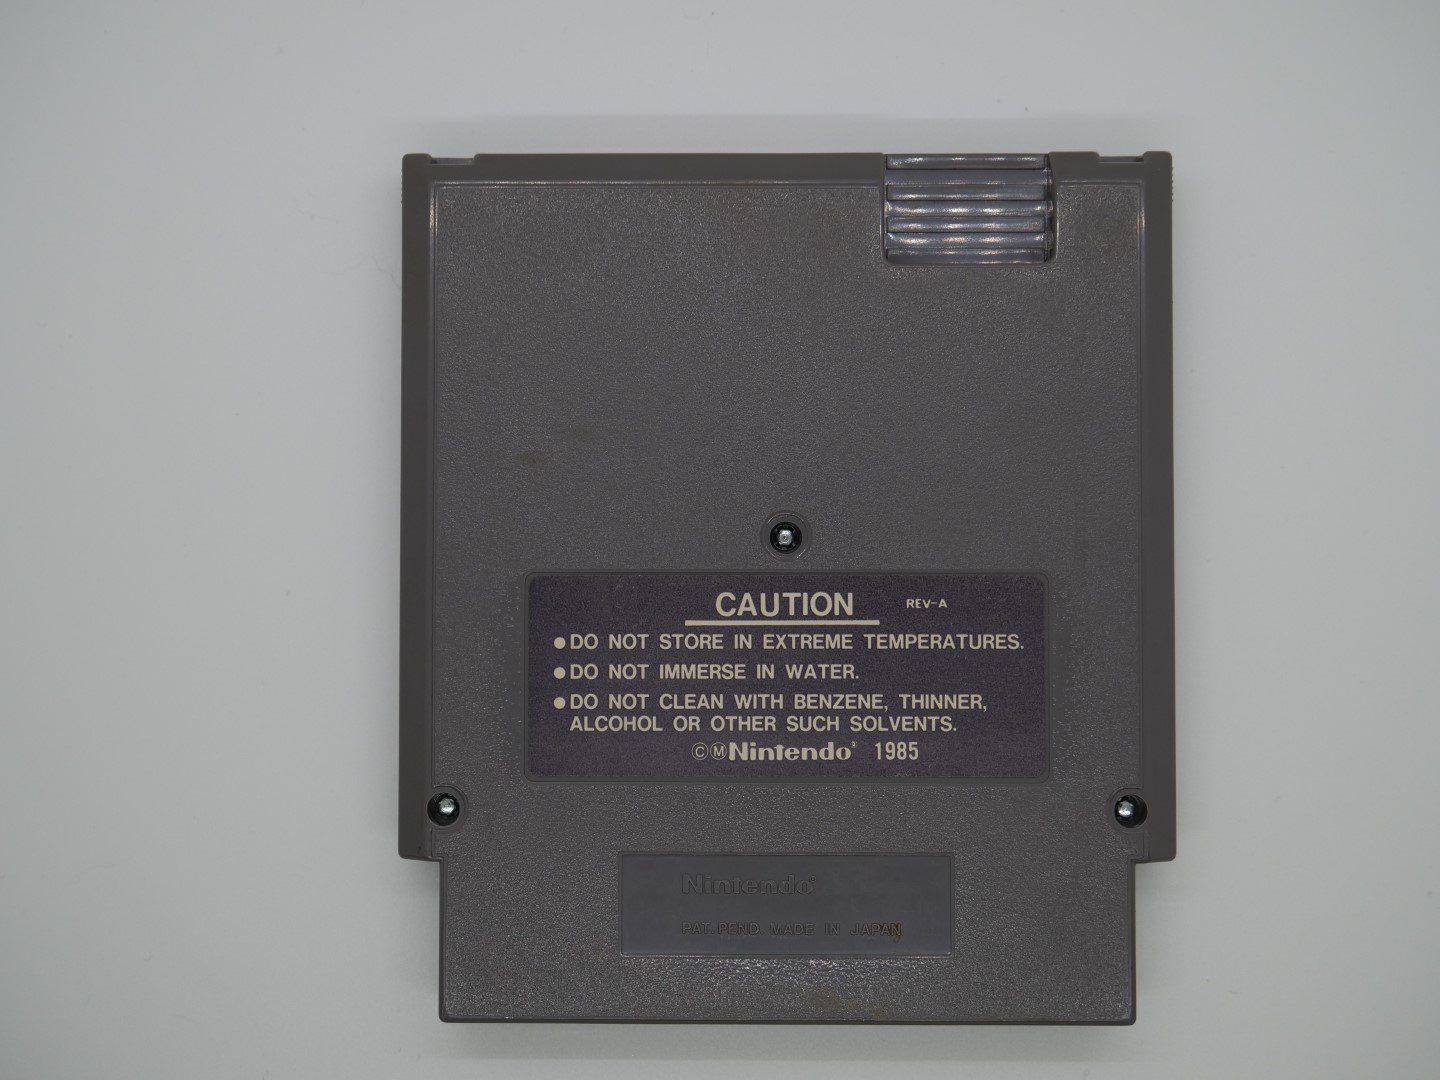 CAUTION REV-A
●DO NOT STORE IN EXTREME TEMPERATURES.
●DO NOT IMMERSE IN WATER.
●DO NOT CLEAN WITH BENZENE, THINNER,
ALCOHOL OR OTHER SUCH SOLVENTS.
©ⓂNintendo® 1985
Nintendo®
PAT. PEND. MADE IN JAPAN